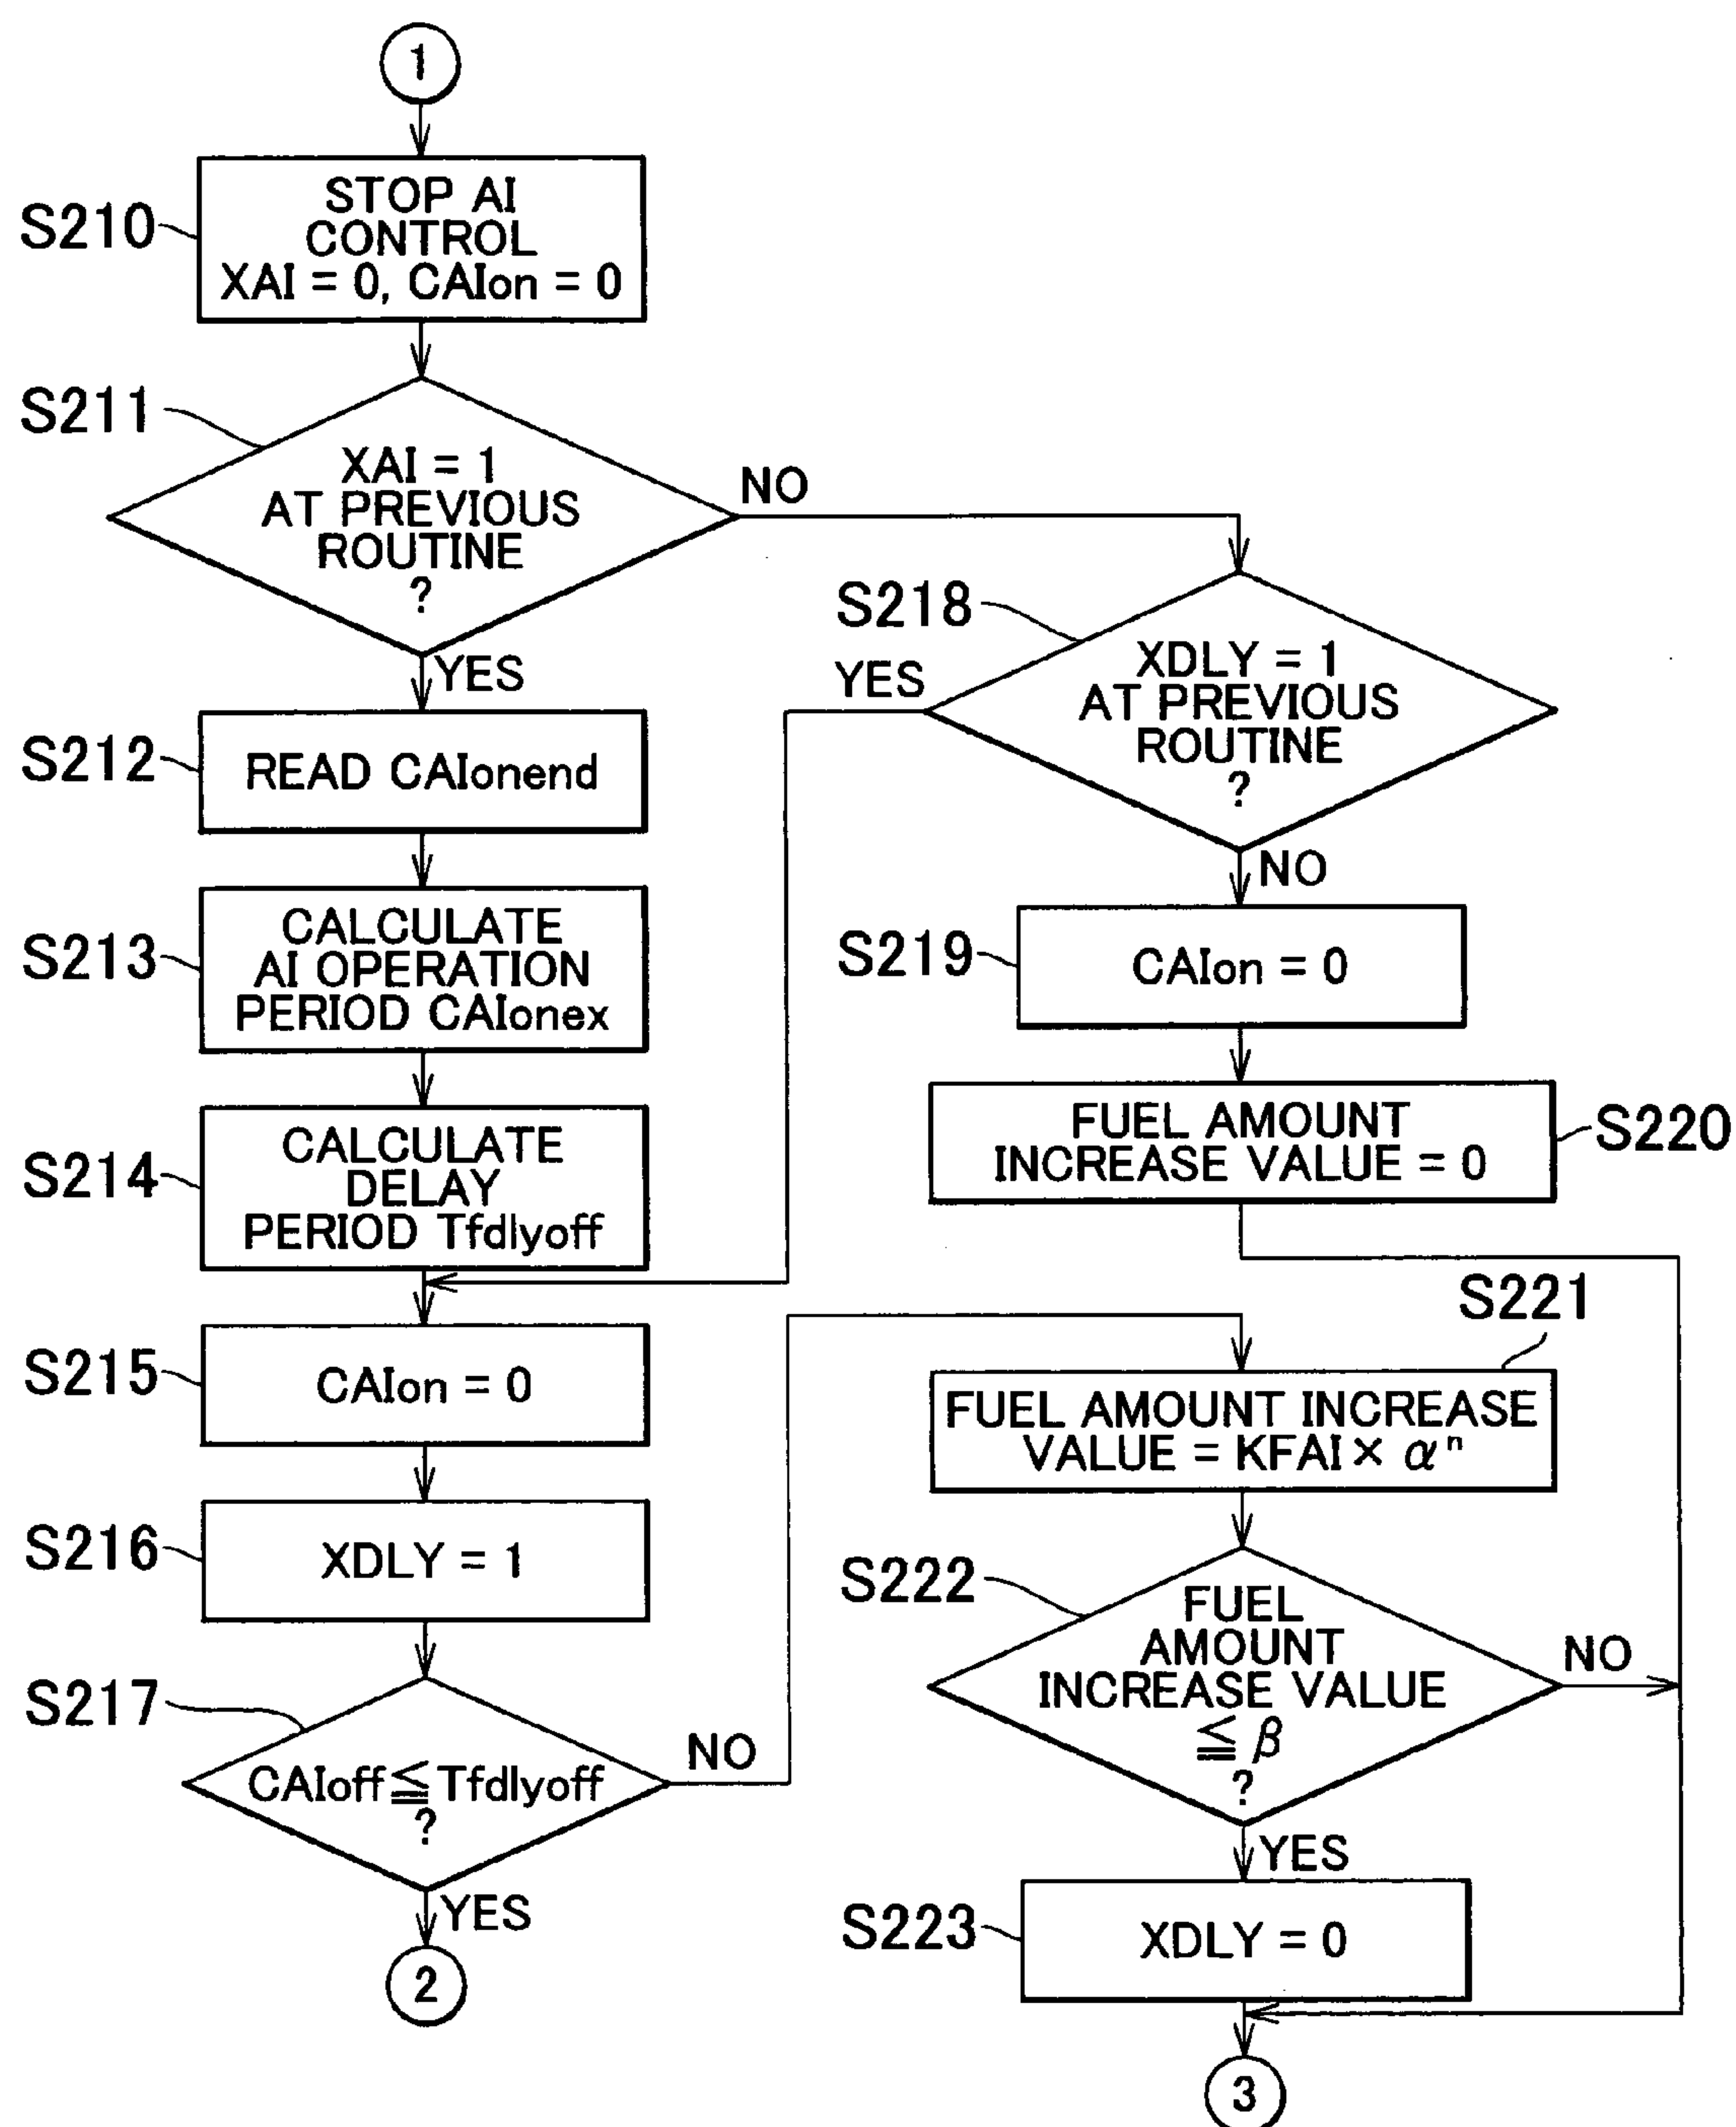 1
S210
STOP AI
CONTROL
XAI = 0, CAIon = 0
S211
XAI = 1
AT PREVIOUS
ROUTINE
?
NO
YES
S212
READ CAIonend
S213
CALCULATE
AI OPERATION
PERIOD CAIonex
S214
CALCULATE
DELAY
PERIOD Tfdlyoff
S215
CAIon = 0
S216
XDLY = 1
S217
CAIoff≦Tfdlyoff
?
NO
YES
2
S218
XDLY = 1
AT PREVIOUS
ROUTINE
?
YES
NO
S219
CAIon = 0
FUEL AMOUNT
INCREASE VALUE = 0
S220
S221
FUEL AMOUNT INCREASE
VALUE = KFAI × αⁿ
S222
FUEL
AMOUNT
INCREASE VALUE
≦ β
?
NO
YES
S223
XDLY = 0
3